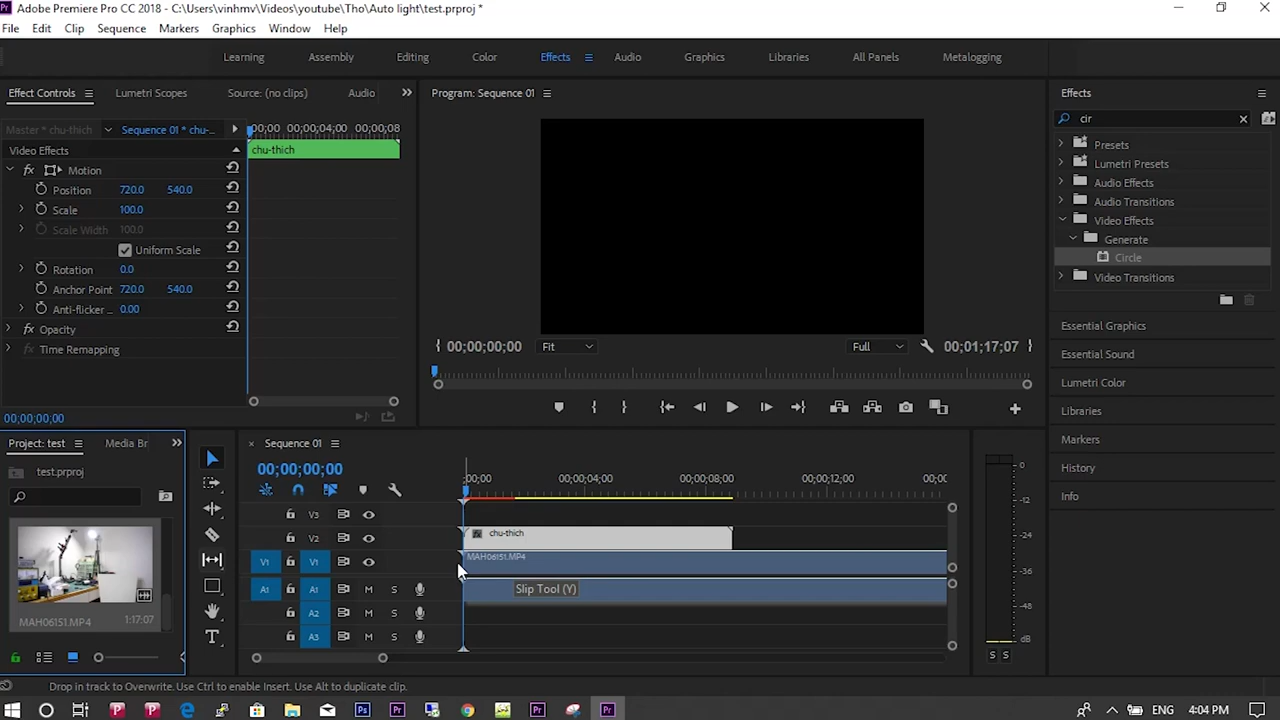 Adobe Premiere Pro CC 2018 - C:\Users\vinhmv\Videos\youtube\Tho\Auto light\test.prproj *
File Edit Clip Sequence Markers Graphics Window Help
Learning Assembly Editing Color Effects Audio Graphics Libraries All Panels Metalogging
Effect Controls Lumetri Scopes Source: (no clips) Audio
Master * chu-thich Sequence 01 * chu-...
;00;00 00;00;04;00 00;00;08
Video Effects
chu-thich
Motion
Position 720.0 540.0
Scale 100.0
Scale Width 100.0
Uniform Scale
Rotation 0.0
Anchor Point 720.0 540.0
Anti-flicker ... 0.00
fx Opacity
Time Remapping
00;00;00;00
Program: Sequence 01
00;00;00;00 Fit Full 00;01;17;07
Effects
cir
Presets
Lumetri Presets
Audio Effects
Audio Transitions
Video Effects
Generate
Circle
Video Transitions
Essential Graphics
Essential Sound
Lumetri Color
Libraries
Markers
History
Info
Project: test Media Br
test.prproj
MAH06151.MP4 1:17:07
Sequence 01
00;00;00;00
;00;00 00;00;04;00 00;00;08;00 00;00;12;00 00;00
V3
V2 chu-thich
V1 V1 MAH06151.MP4
A1 A1 M S Slip Tool (Y)
A2 M S
A3 M S
0
-12
-24
-36
-48
dB
S S
Drop in track to Overwrite. Use Ctrl to enable Insert. Use Alt to duplicate clip.
ENG 4:04 PM